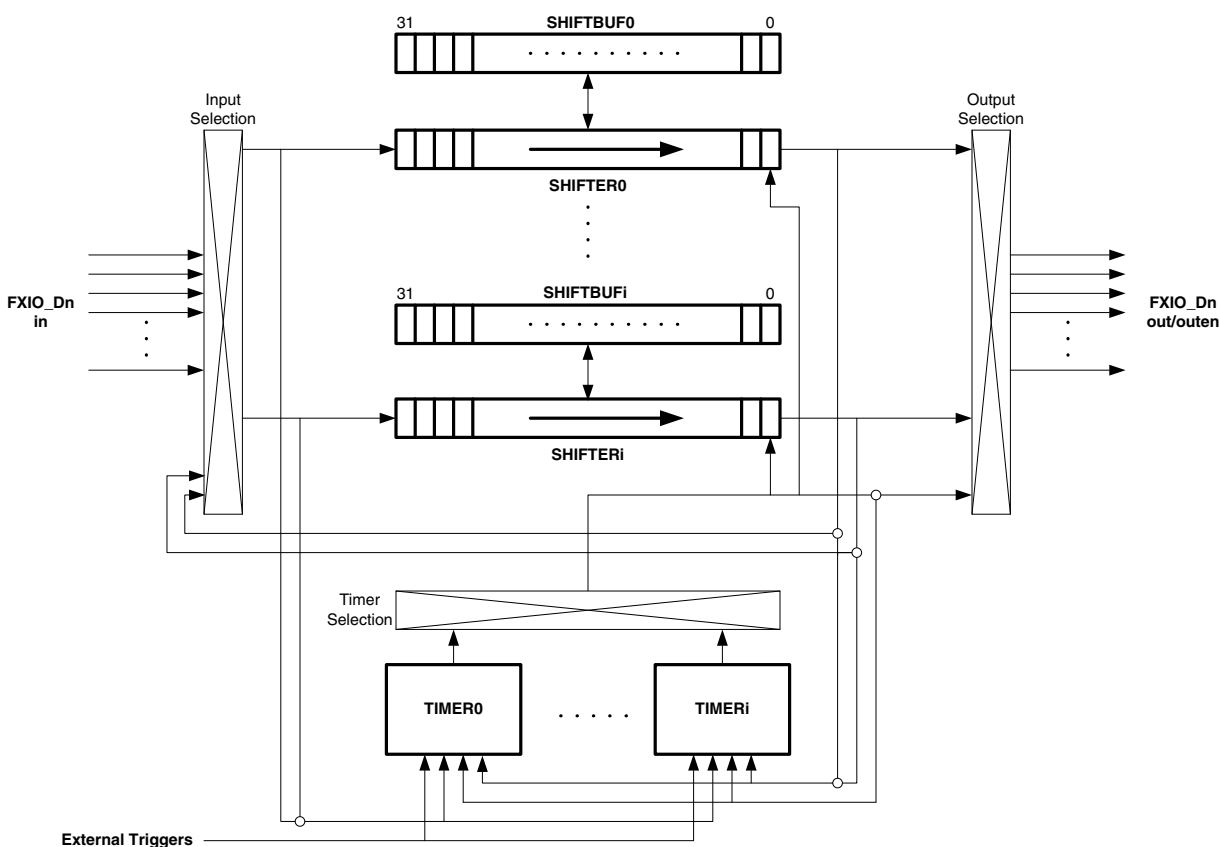 31 SHIFTBUF0 0
Input
Selection
Output
Selection
SHIFTER0
31 SHIFTBUFi 0
FXIO_Dn
in
FXIO_Dn
out/outen
SHIFTERi
Timer
Selection
TIMER0
TIMERi
External Triggers